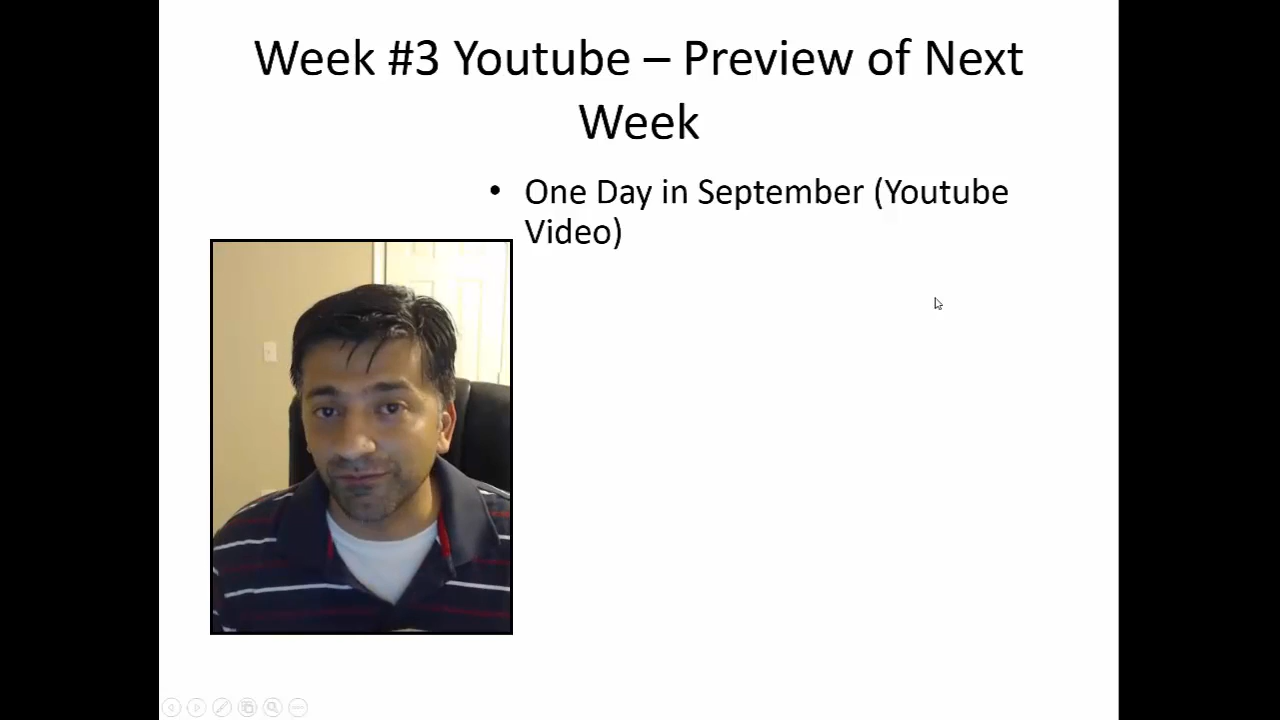 Week #3 Youtube – Preview of Next
Week
• One Day in September (Youtube
Video)